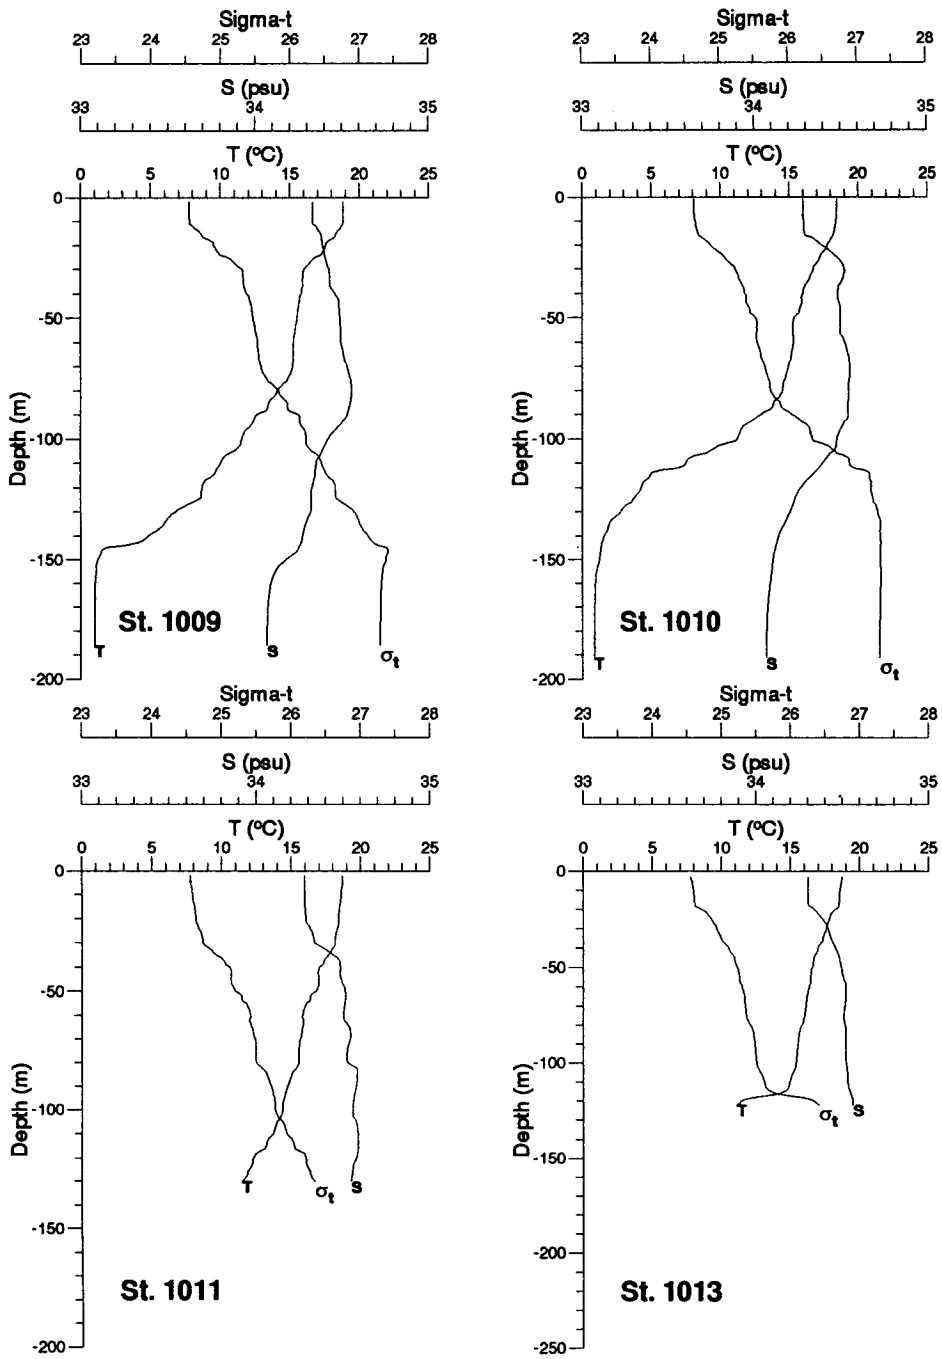 Sigma-t
23 24 25 26 27 28
S (psu)
33 34 35
T (ºC)
0 5 10 15 20 25
0
-50
-100
-150
-200
Depth (m)
St. 1009
T
S
σt
Sigma-t
23 24 25 26 27 28
S (psu)
33 34 35
T (ºC)
0 5 10 15 20 25
0
-50
-100
-150
-200
Depth (m)
St. 1010
T
S
σt
Sigma-t
23 24 25 26 27 28
S (psu)
33 34 35
T (ºC)
0 5 10 15 20 25
0
-50
-100
-150
-200
Depth (m)
T
σt
S
St. 1011
Sigma-t
23 24 25 26 27 28
S (psu)
33 34 35
T (ºC)
0 5 10 15 20 25
0
-50
-100
-150
-200
-250
Depth (m)
T
σt
S
St. 1013